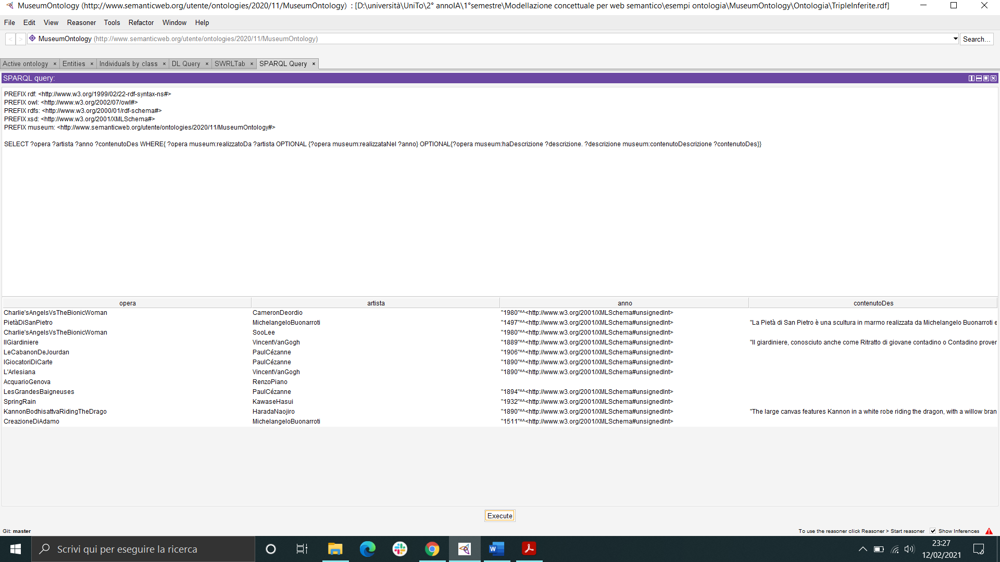 MuseumOntology (http://www.semanticweb.org/utente/ontologies/2020/11/MuseumOntology) : [D:\università\UniTo\2° annoIA\1°semestre\Modellazione concettuale per web semantico\esempi ontologia\MuseumOntology\Ontologia\TripleInferite.rdf]
File Edit View Reasoner Tools Refactor Window Help
< > MuseumOntology (http://www.semanticweb.org/utente/ontologies/2020/11/MuseumOntology) Search...
Active ontology × Entities × Individuals by class × DL Query × SWRLTab × SPARQL Query ×
SPARQL query:
PREFIX rdf: <http://www.w3.org/1999/02/22-rdf-syntax-ns#>
PREFIX owl: <http://www.w3.org/2002/07/owl#>
PREFIX rdfs: <http://www.w3.org/2000/01/rdf-schema#>
PREFIX xsd: <http://www.w3.org/2001/XMLSchema#>
PREFIX museum: <http://www.semanticweb.org/utente/ontologies/2020/11/MuseumOntology#>
SELECT ?opera ?artista ?anno ?contenutoDes WHERE{ ?opera museum:realizzatoDa ?artista OPTIONAL {?opera museum:realizzataNel ?anno} OPTIONAL{?opera museum:haDescrizione ?descrizione. ?descrizione museum:contenutoDescrizione ?contenutoDes}}
opera artista anno contenutoDes
Charlie'sAngelsVsTheBionicWoman CameronDeordio "1980"^^<http://www.w3.org/2001/XMLSchema#unsignedInt>
PietàDiSanPietro MichelangeloBuonarroti "1497"^^<http://www.w3.org/2001/XMLSchema#unsignedInt> "La Pietà di San Pietro è una scultura in marmo realizzata da Michelangelo Buonarroti e
Charlie'sAngelsVsTheBionicWoman SooLee "1980"^^<http://www.w3.org/2001/XMLSchema#unsignedInt>
IlGiardiniere VincentVanGogh "1889"^^<http://www.w3.org/2001/XMLSchema#unsignedInt> "Il giardiniere, conosciuto anche come Ritratto di giovane contadino o Contadino prover
LeCabanonDeJourdan PaulCézanne "1906"^^<http://www.w3.org/2001/XMLSchema#unsignedInt>
IGiocatoriDiCarte PaulCézanne "1890"^^<http://www.w3.org/2001/XMLSchema#unsignedInt>
L'Arlesiana VincentVanGogh "1890"^^<http://www.w3.org/2001/XMLSchema#unsignedInt>
AcquarioGenova RenzoPiano
LesGrandesBaigneuses PaulCézanne "1894"^^<http://www.w3.org/2001/XMLSchema#unsignedInt>
SpringRain KawaseHasui "1932"^^<http://www.w3.org/2001/XMLSchema#unsignedInt>
KannonBodhisattvaRidingTheDrago HaradaNaojiro "1890"^^<http://www.w3.org/2001/XMLSchema#unsignedInt> "The large canvas features Kannon in a white robe riding the dragon, with a willow bran
CreazioneDiAdamo MichelangeloBuonarroti "1511"^^<http://www.w3.org/2001/XMLSchema#unsignedInt>
Execute
Git: master To use the reasoner click Reasoner > Start reasoner Show Inferences
Scrivi qui per eseguire la ricerca
23:27
12/02/2021